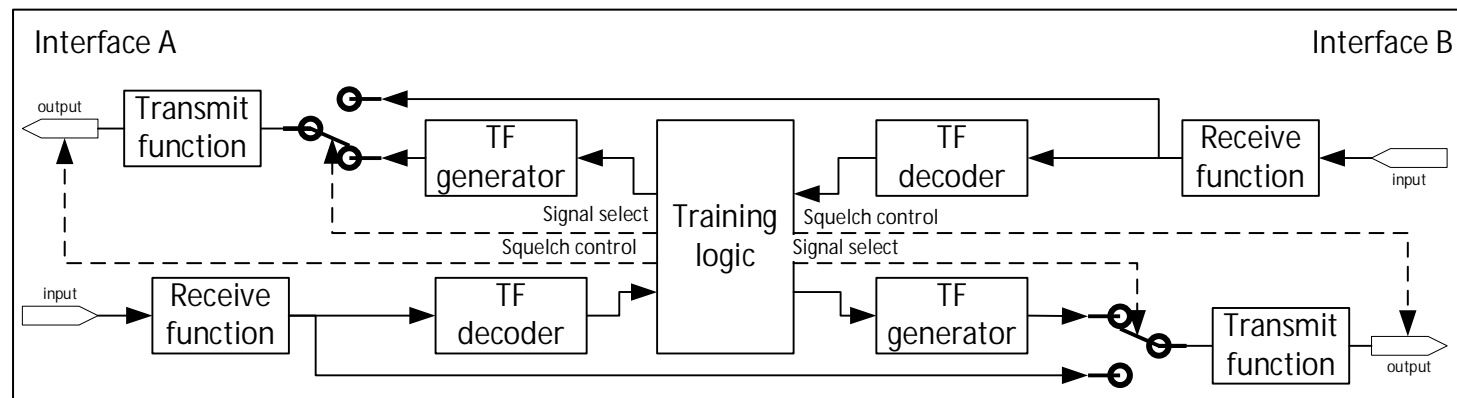 Interface A
Interface B
output
Transmit
function
TF
generator
Training
logic
TF
decoder
Receive
function
input
Signal select
Squelch control
Squelch control
Signal select
input
Receive
function
TF
decoder
TF
generator
Transmit
function
output